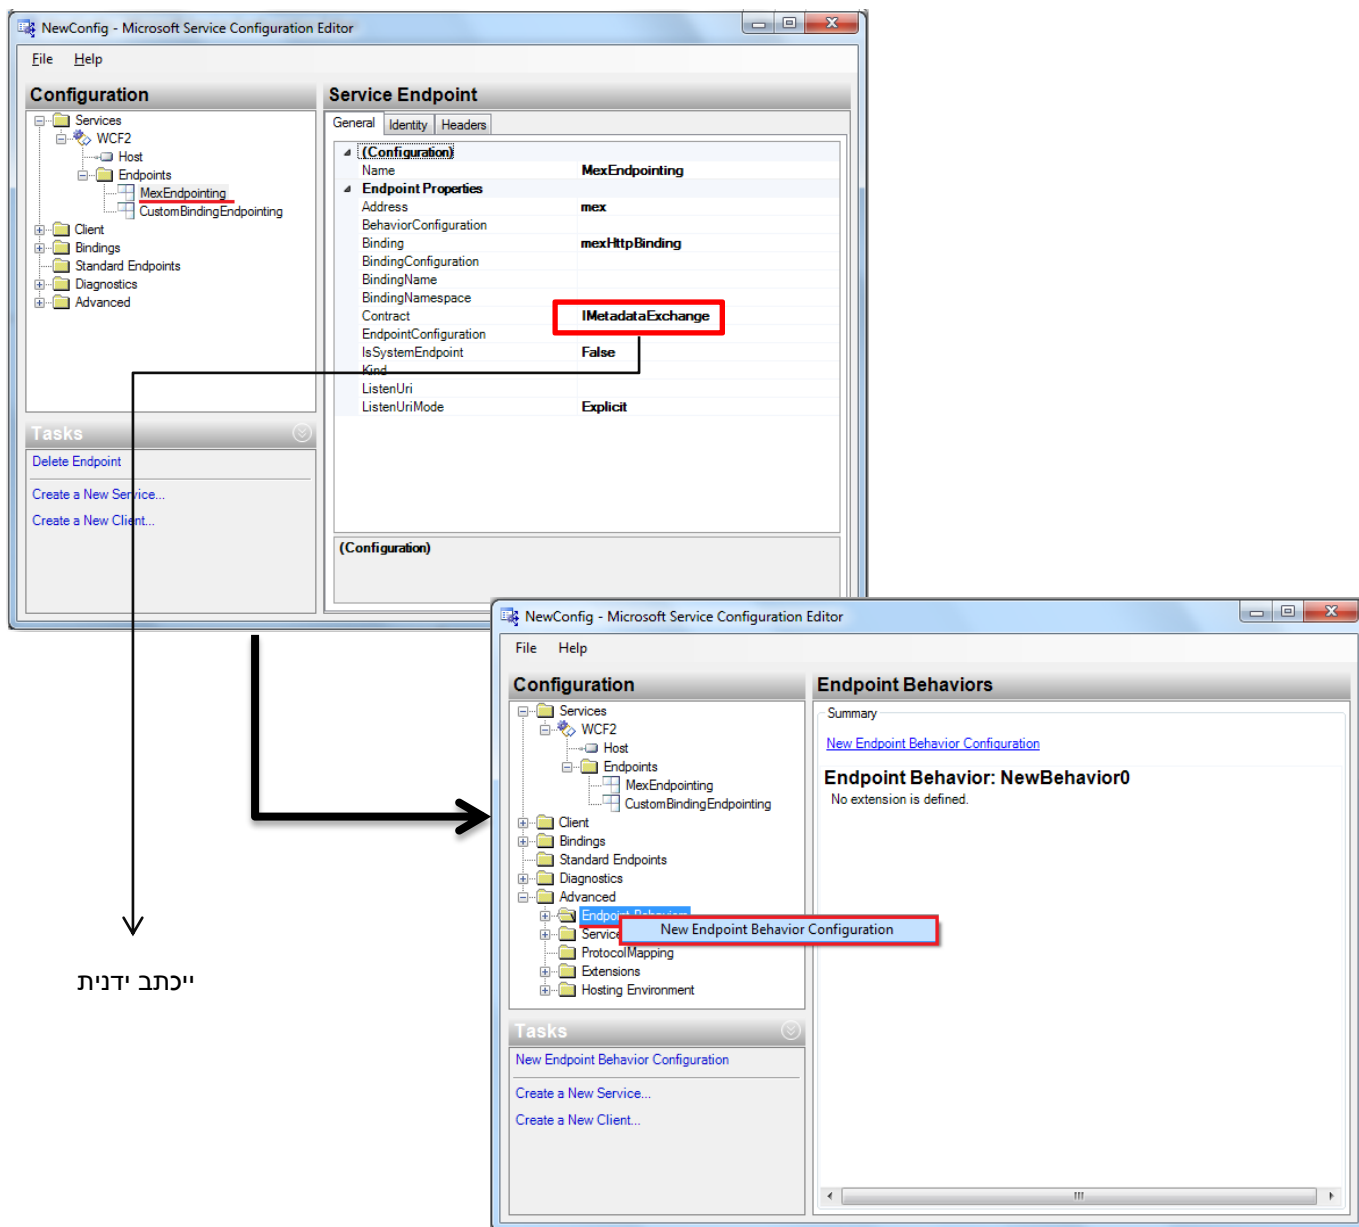 NewConfig - Microsoft Service Configuration Editor
File Help
Configuration
Services
WCF2
Host
Endpoints
MexEndpointing
CustomBindingEndpointing
Client
Bindings
Standard Endpoints
Diagnostics
Advanced
Tasks
Delete Endpoint
Create a New Service...
Create a New Client...
Service Endpoint
General Identity Headers
(Configuration)
Name MexEndpointing
Endpoint Properties
Address mex
BehaviorConfiguration
Binding mexHttpBinding
BindingConfiguration
BindingName
BindingNamespace
Contract IMetadataExchange
EndpointConfiguration
IsSystemEndpoint False
Kind
ListenUri
ListenUriMode Explicit
(Configuration)
ייכתב ידנית
NewConfig - Microsoft Service Configuration Editor
File Help
Configuration
Services
WCF2
Host
Endpoints
MexEndpointing
CustomBindingEndpointing
Client
Bindings
Standard Endpoints
Diagnostics
Advanced
Endpoint Behaviors
New Endpoint Behavior Configuration
Service
ProtocolMapping
Extensions
Hosting Environment
Tasks
New Endpoint Behavior Configuration
Create a New Service...
Create a New Client...
Endpoint Behaviors
Summary
New Endpoint Behavior Configuration
Endpoint Behavior: NewBehavior0
No extension is defined.